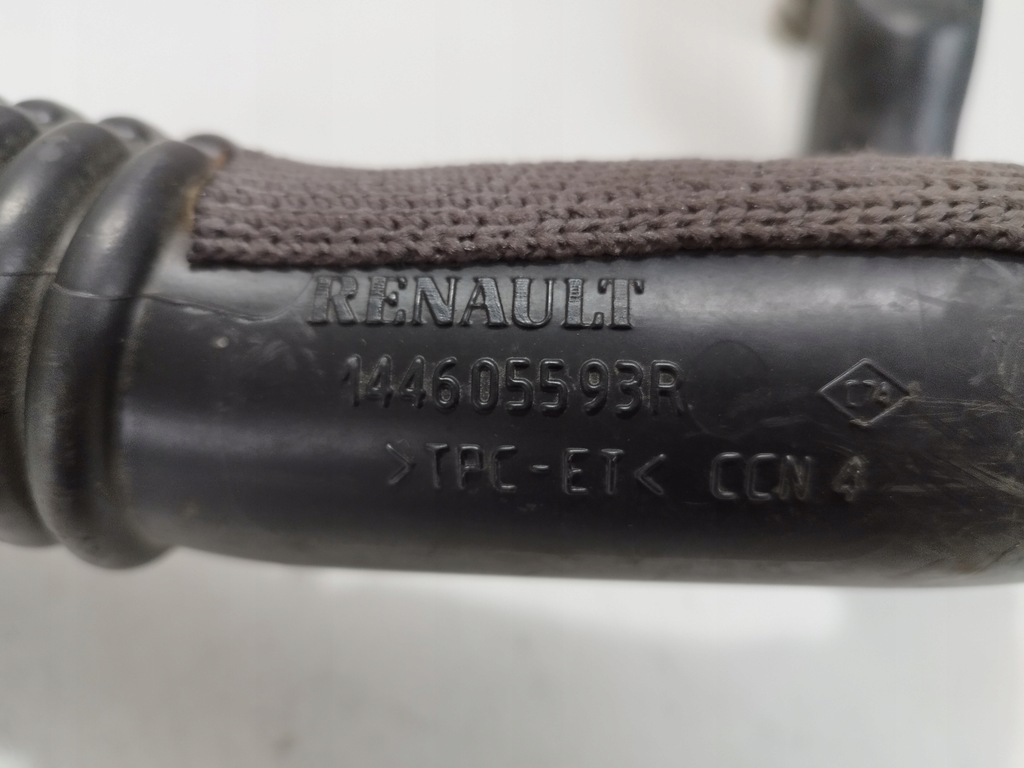 RENAULT
144605593R
>TPC-ET< CCN 4